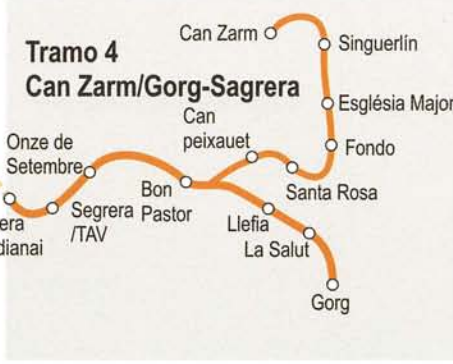 Tramo 4
Can Zarm/Gorg-Sagrera
Can Zarm
Singuerlín
Església Major
Fondo
Santa Rosa
Can
peixauet
Bon
Pastor
Llefia
La Salut
Gorg
Onze de
Setembre
Segrera
/TAV